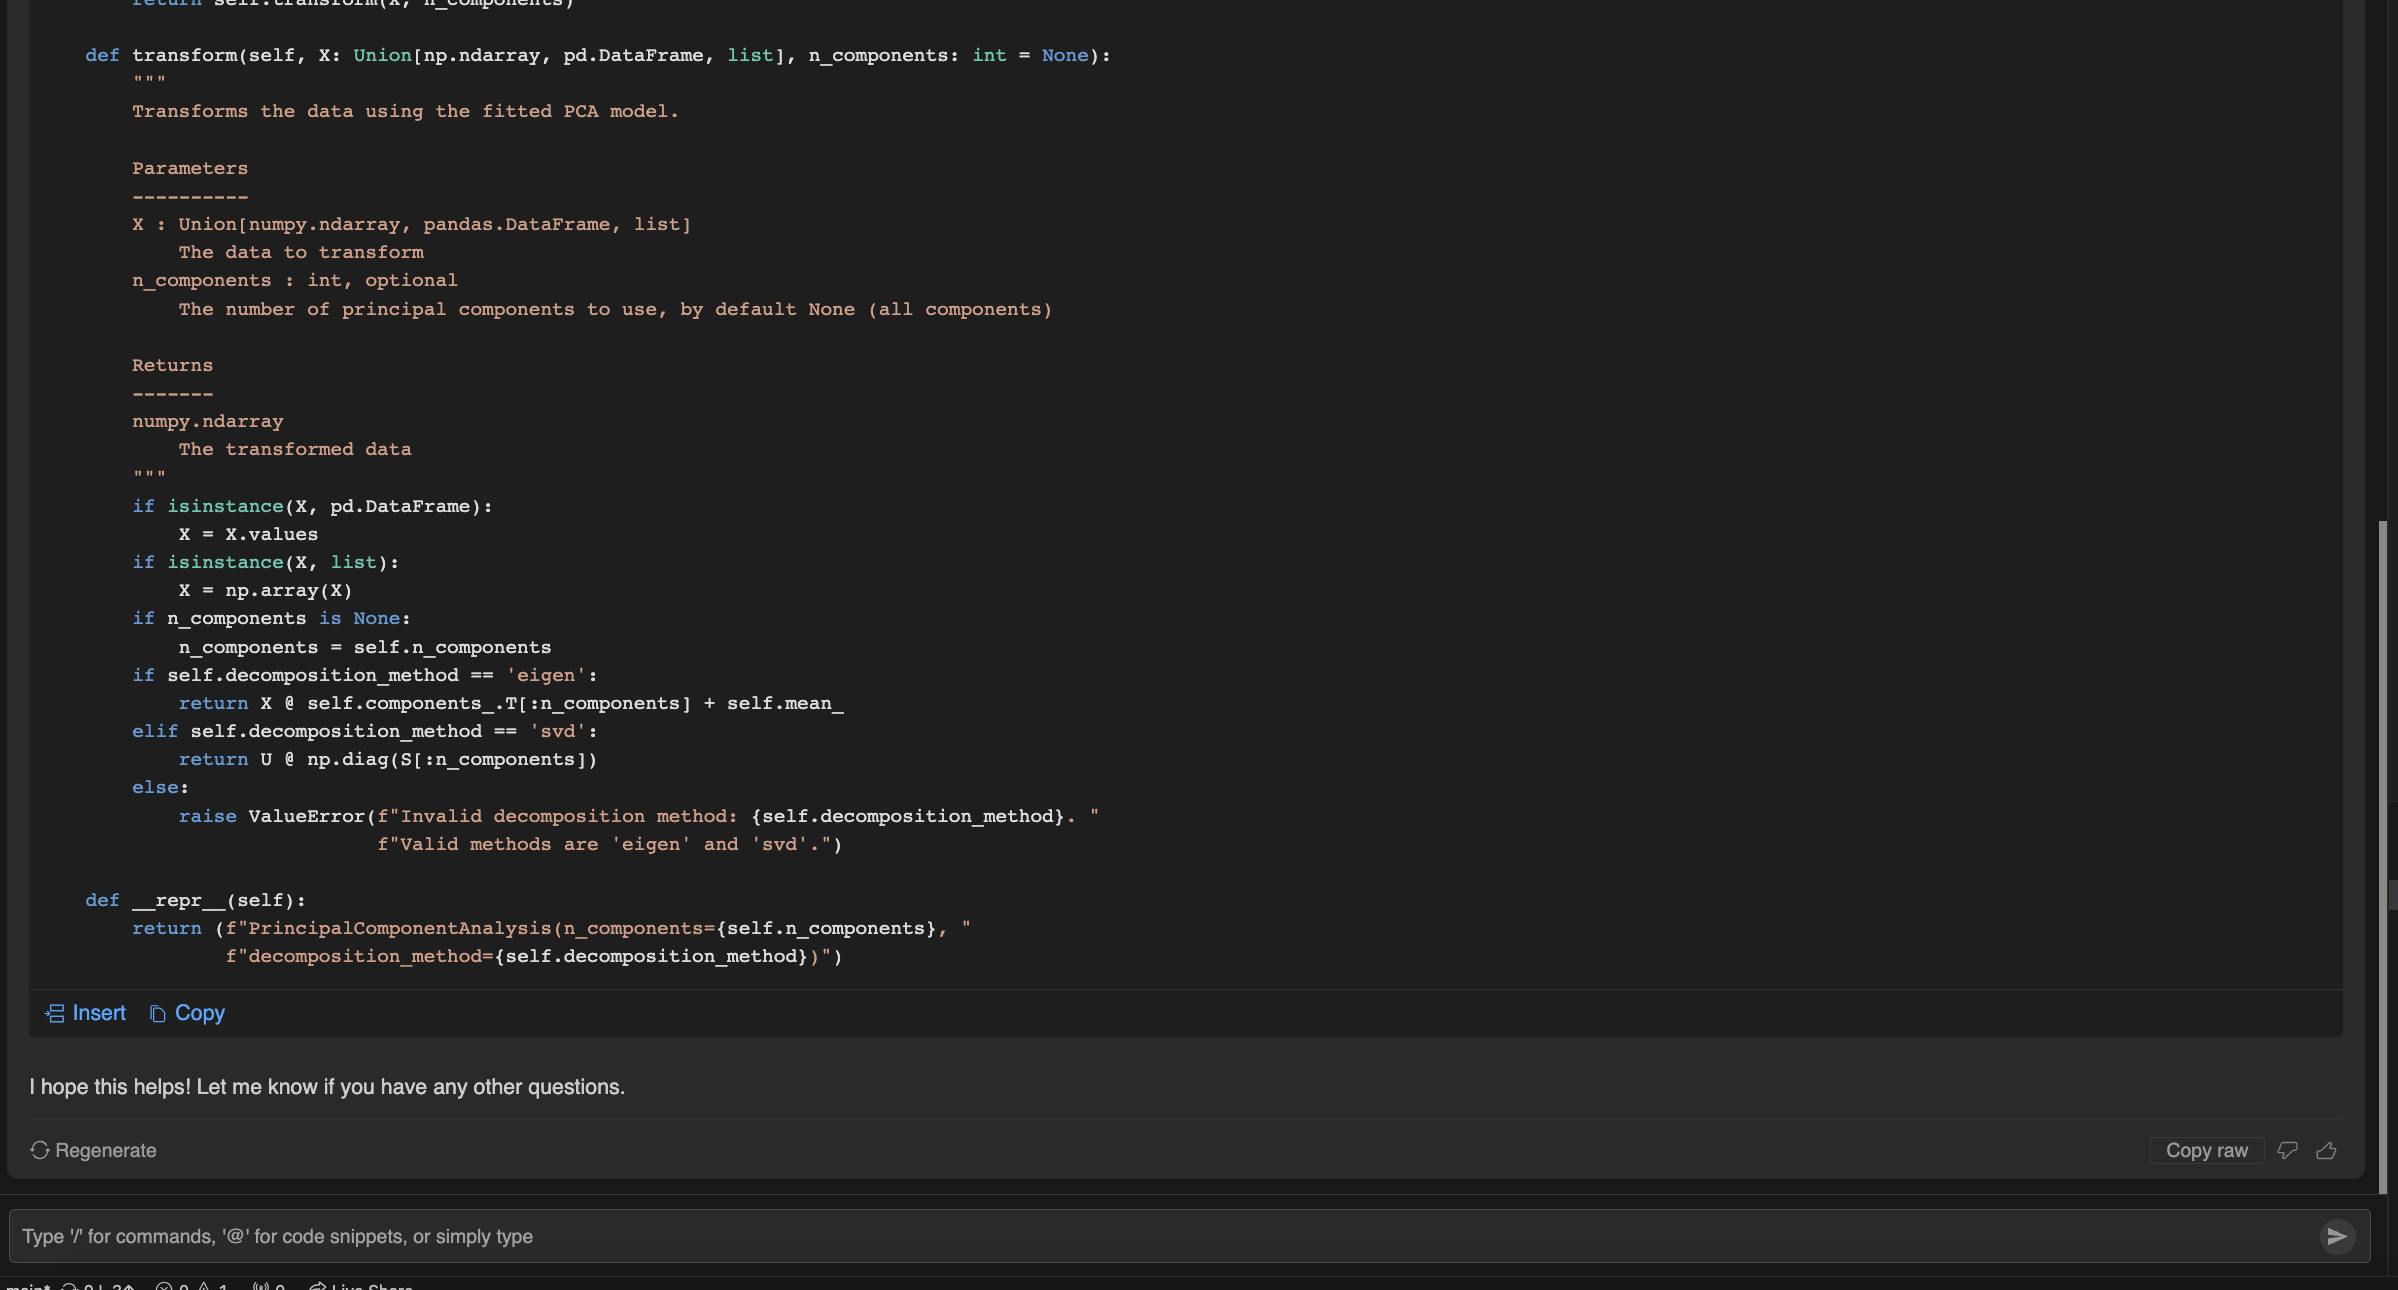 return self.transform(X, n_components)
def transform(self, X: Union[np.ndarray, pd.DataFrame, list], n_components: int = None):
"""
Transforms the data using the fitted PCA model.
Parameters
----------
X : Union[numpy.ndarray, pandas.DataFrame, list]
The data to transform
n_components : int, optional
The number of principal components to use, by default None (all components)
Returns
-------
numpy.ndarray
The transformed data
"""
if isinstance(X, pd.DataFrame):
X = X.values
if isinstance(X, list):
X = np.array(X)
if n_components is None:
n_components = self.n_components
if self.decomposition_method == 'eigen':
return X @ self.components_.T[:n_components] + self.mean_
elif self.decomposition_method == 'svd':
return U @ np.diag(S[:n_components])
else:
raise ValueError(f"Invalid decomposition method: {self.decomposition_method}. "
f"Valid methods are 'eigen' and 'svd'.")
def __repr__(self):
return (f"PrincipalComponentAnalysis(n_components={self.n_components}, "
f"decomposition_method={self.decomposition_method})")
Insert Copy
I hope this helps! Let me know if you have any other questions.
Regenerate Copy raw
Type '/' for commands, '@' for code snippets, or simply type
main* 0↓ 3↑ 0 1 0 Live Share